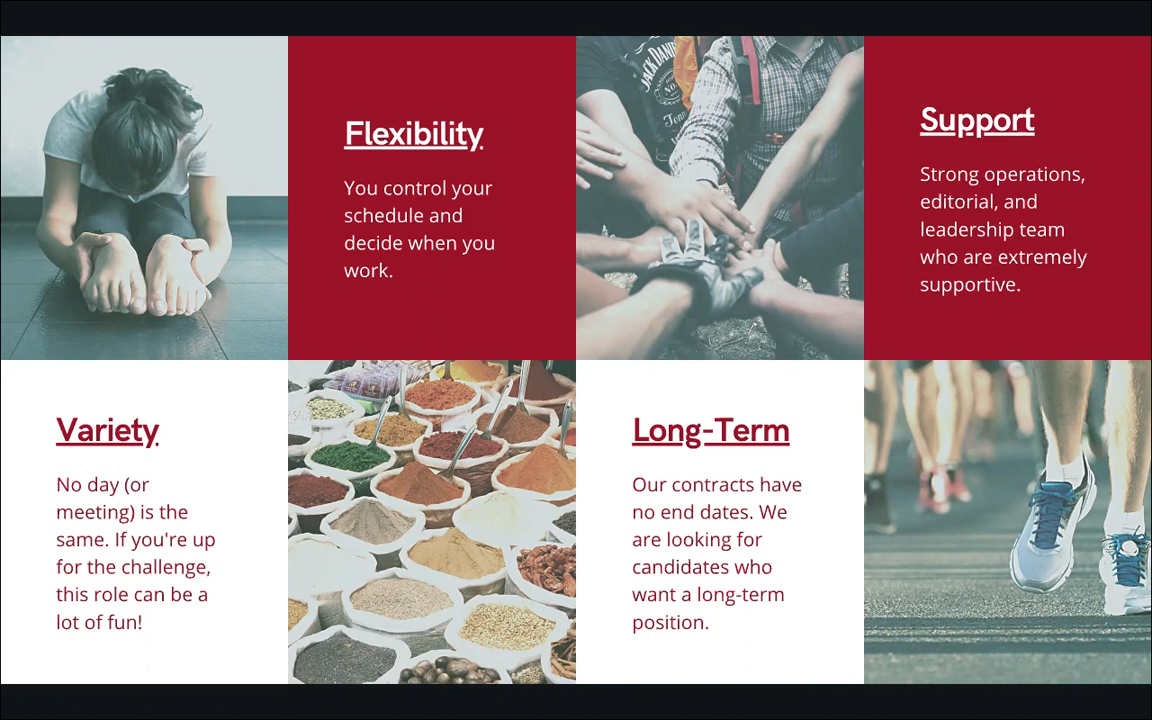 Flexibility
You control your
schedule and
decide when you
work.
JACK DANIEL
Support
Strong operations,
editorial, and
leadership team
who are extremely
supportive.
Variety
No day (or
meeting) is the
same. If you're up
for the challenge,
this role can be a
lot of fun!
Long-Term
Our contracts have
no end dates. We
are looking for
candidates who
want a long-term
position.